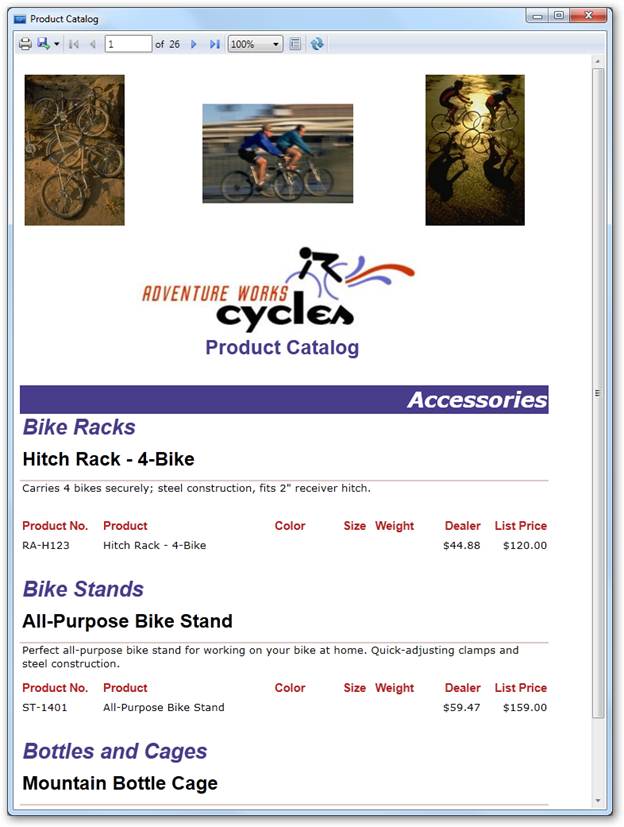 Product Catalog
1 of 26 100%
ADVENTURE WORKS
cycles
Product Catalog
Accessories
Bike Racks
Hitch Rack - 4-Bike
Carries 4 bikes securely; steel construction, fits 2" receiver hitch.
Product No. Product Color Size Weight Dealer List Price
RA-H123 Hitch Rack - 4-Bike $44.88 $120.00
Bike Stands
All-Purpose Bike Stand
Perfect all-purpose bike stand for working on your bike at home. Quick-adjusting clamps and
steel construction.
Product No. Product Color Size Weight Dealer List Price
ST-1401 All-Purpose Bike Stand $59.47 $159.00
Bottles and Cages
Mountain Bottle Cage